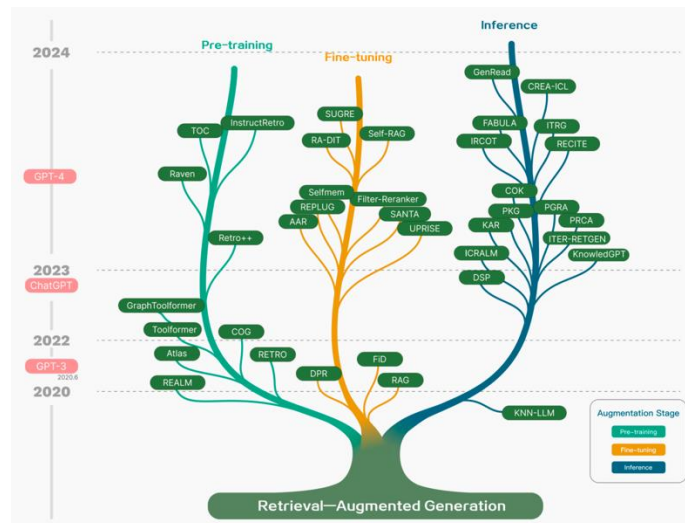 Inference
Pre-training
Fine-tuning
2024
GenRead
CREA-ICL
SUGRE
FABULA
ITRG
InstructRetro
TOC
Self-RAG
RA-DIT
IRCOT
RECITE
Raven
GPT-4
Selfmem
COK
Filter-Reranker
REPLUG
PKG
PGRA
SANTA
AAR
PRCA
KAR
UPRISE
Retro++
ITER-RETGEN
ICRALM
KnowledGPT
2023
DSP
ChatGPT
GraphToolformer
Toolformer
COG
2022
Atlas
RETRO
FiD
GPT-3
2020.6
DPR
RAG
REALM
2020
KNN-LLM
Augmentation Stage
Pre-training
Fine-tuning
Inference
Retrieval—Augmented Generation